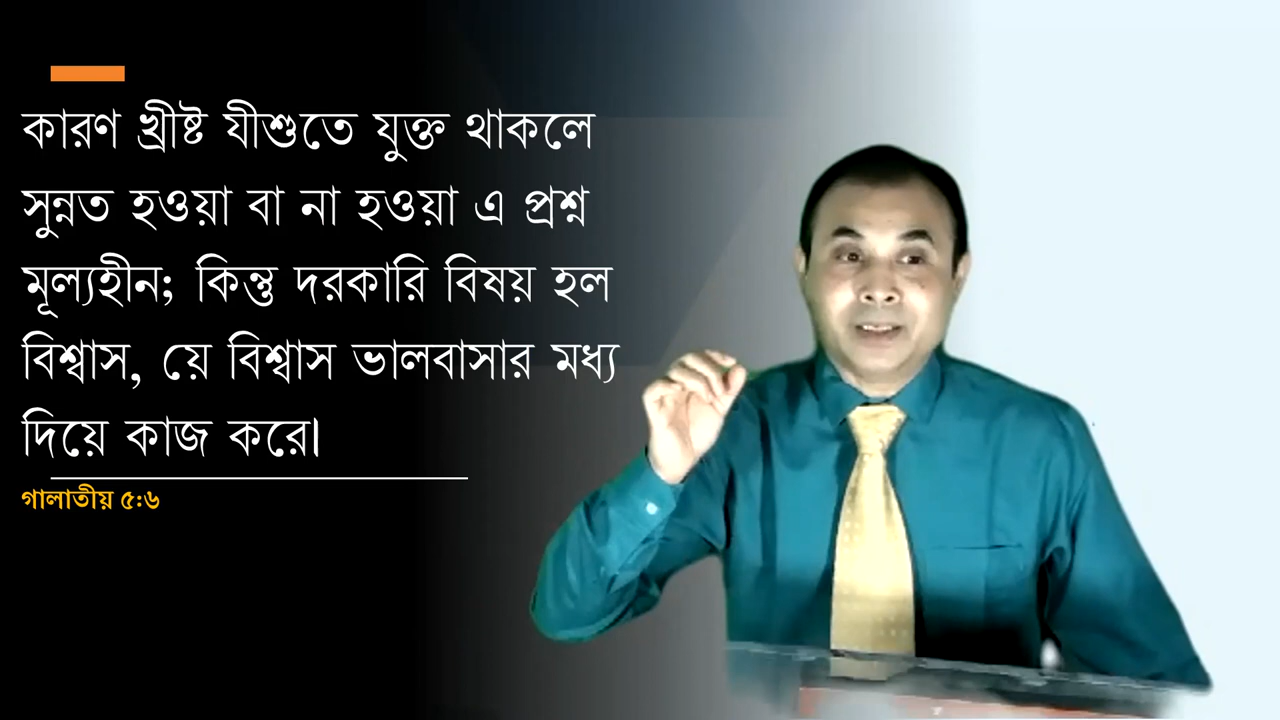 কারণ খ্রীষ্ট যীশুতে যুক্ত থাকলে
সুন্নত হওয়া বা না হওয়া এ প্রশ্ন
মূল্যহীন; কিন্তু দরকারি বিষয় হল
বিশ্বাস, যে বিশ্বাস ভালবাসার মধ্য
দিয়ে কাজ করে।
গালাতীয় ৫:৬